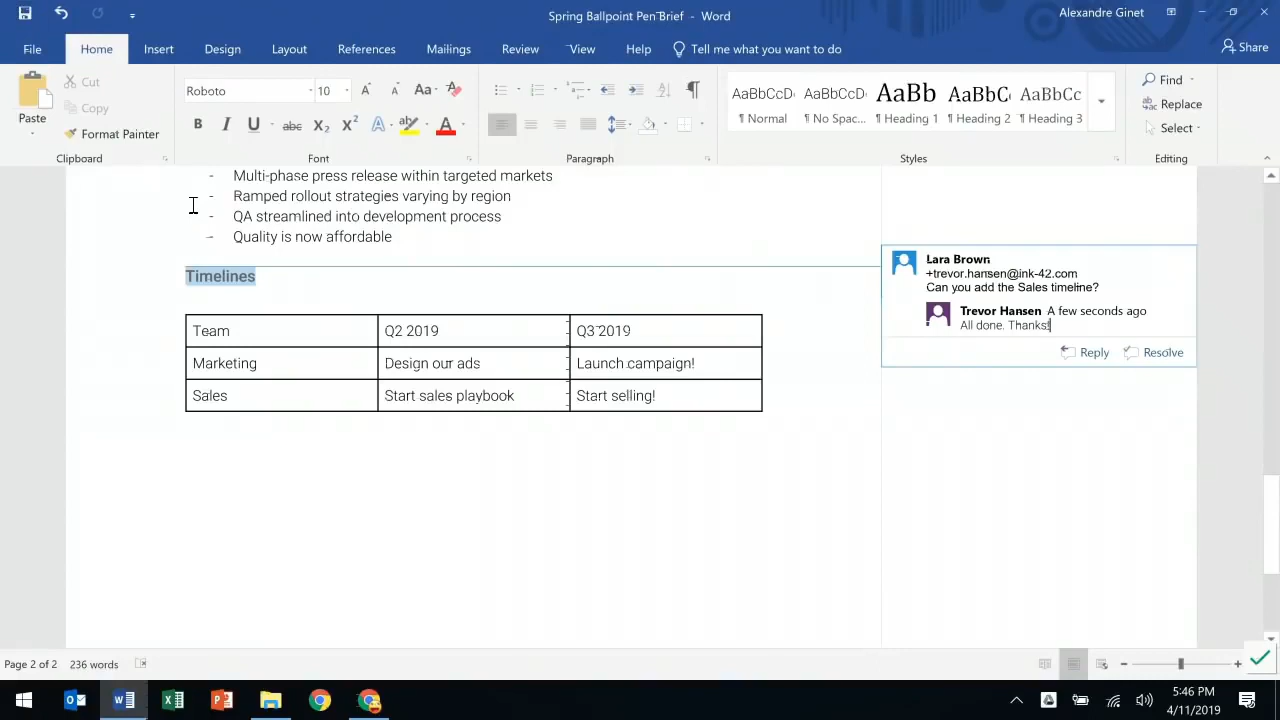 Spring Ballpoint Pen Brief - Word
Alexandre Ginet
File Home Insert Design Layout References Mailings Review View Help Tell me what you want to do Share
Paste
Cut
Copy
Format Painter
Clipboard
Roboto 10
Font
Paragraph
AaBbCcD AaBbCcD AaBb AaBbC AaBbCc
¶ Normal ¶ No Spac... ¶ Heading 1 ¶ Heading 2 ¶ Heading 3
Styles
Find
Replace
Select
Editing
- Multi-phase press release within targeted markets
- Ramped rollout strategies varying by region
- QA streamlined into development process
- Quality is now affordable
Timelines
Team Q2 2019 Q3 2019
Marketing Design our ads Launch campaign!
Sales Start sales playbook Start selling!
Lara Brown
+trevor.hansen@ink-42.com
Can you add the Sales timeline?
Trevor Hansen A few seconds ago
All done. Thanks!
Reply Resolve
Page 2 of 2 236 words
5:46 PM
4/11/2019